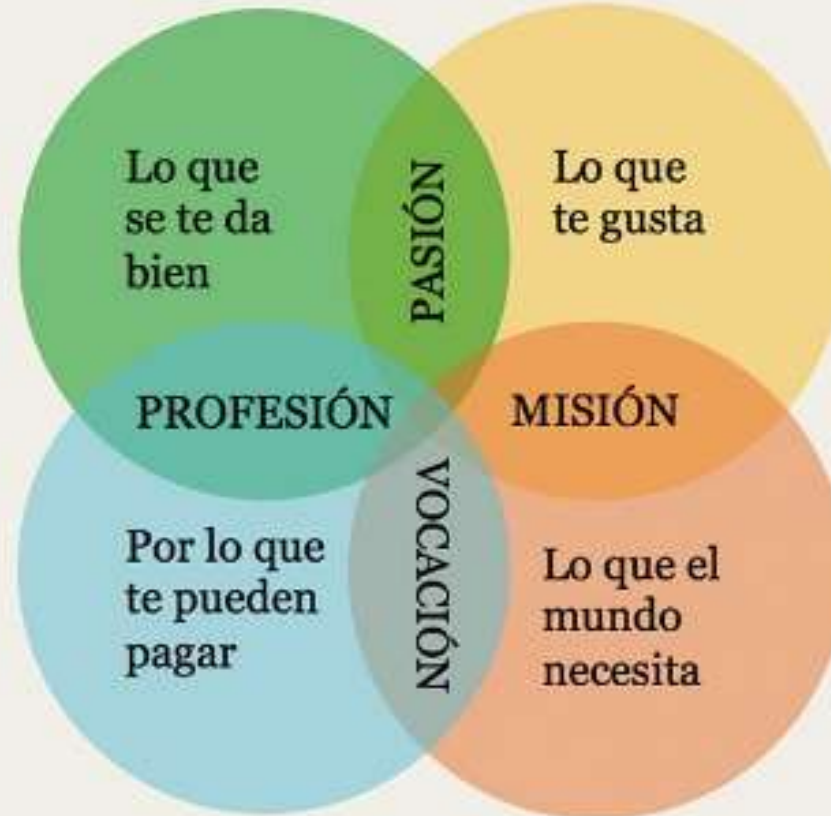 Lo que
se te da
bien
PASIÓN
Lo que
te gusta
PROFESIÓN
MISIÓN
Por lo que
te pueden
pagar
VOCACIÓN
Lo que el
mundo
necesita